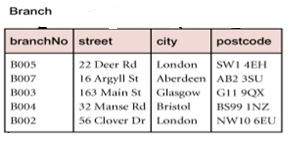 Branch
branchNo street city postcode
B005 22 Deer Rd London SW1 4EH
B007 16 Argyll St Aberdeen AB2 3SU
B003 163 Main St Glasgow G11 9QX
B004 32 Manse Rd Bristol BS99 1NZ
B002 56 Clover Dr London NW10 6EU